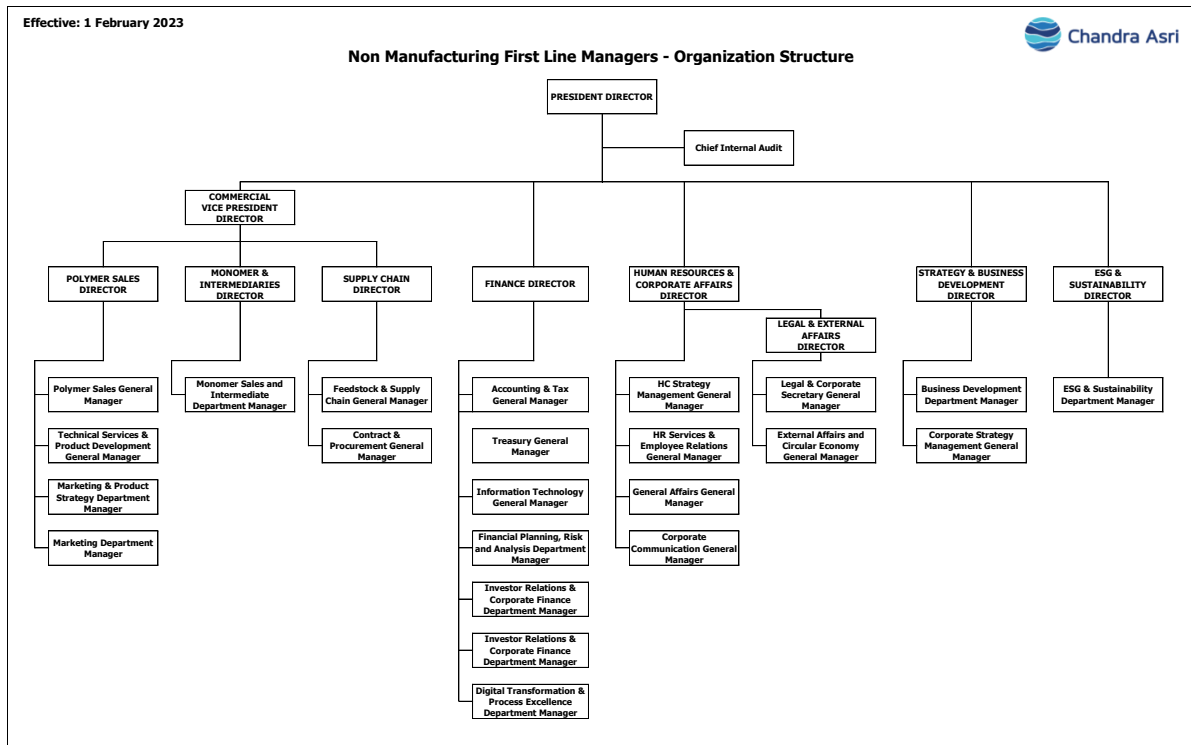 Effective: 1 February 2023
Chandra Asri
Non Manufacturing First Line Managers - Organization Structure
PRESIDENT DIRECTOR
Chief Internal Audit
COMMERCIAL
VICE PRESIDENT
DIRECTOR
POLYMER SALES
DIRECTOR
MONOMER &
INTERMEDIARIES
DIRECTOR
SUPPLY CHAIN
DIRECTOR
FINANCE DIRECTOR
HUMAN RESOURCES &
CORPORATE AFFAIRS
DIRECTOR
STRATEGY & BUSINESS
DEVELOPMENT
DIRECTOR
ESG &
SUSTAINABILITY
DIRECTOR
LEGAL & EXTERNAL
AFFAIRS
DIRECTOR
Polymer Sales General
Manager
Monomer Sales and
Intermediate
Department Manager
Feedstock & Supply
Chain General Manager
Accounting & Tax
General Manager
HC Strategy
Management General
Manager
Legal & Corporate
Secretary General
Manager
Business Development
Department Manager
ESG & Sustainability
Department Manager
Technical Services &
Product Development
General Manager
Contract &
Procurement General
Manager
Treasury General
Manager
HR Services &
Employee Relations
General Manager
External Affairs and
Circular Economy
General Manager
Corporate Strategy
Management General
Manager
Marketing & Product
Strategy Department
Manager
Information Technology
General Manager
General Affairs General
Manager
Marketing Department
Manager
Financial Planning, Risk
and Analysis Department
Manager
Corporate
Communication General
Manager
Investor Relations &
Corporate Finance
Department Manager
Investor Relations &
Corporate Finance
Department Manager
Digital Transformation &
Process Excellence
Department Manager